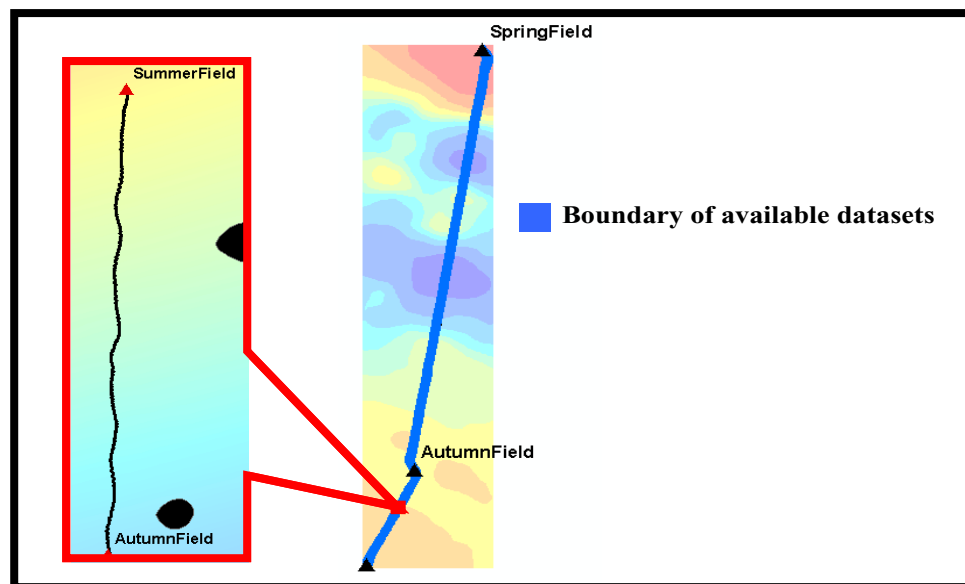 SpringField
SummerField
Boundary of available datasets
AutumnField
AutumnField